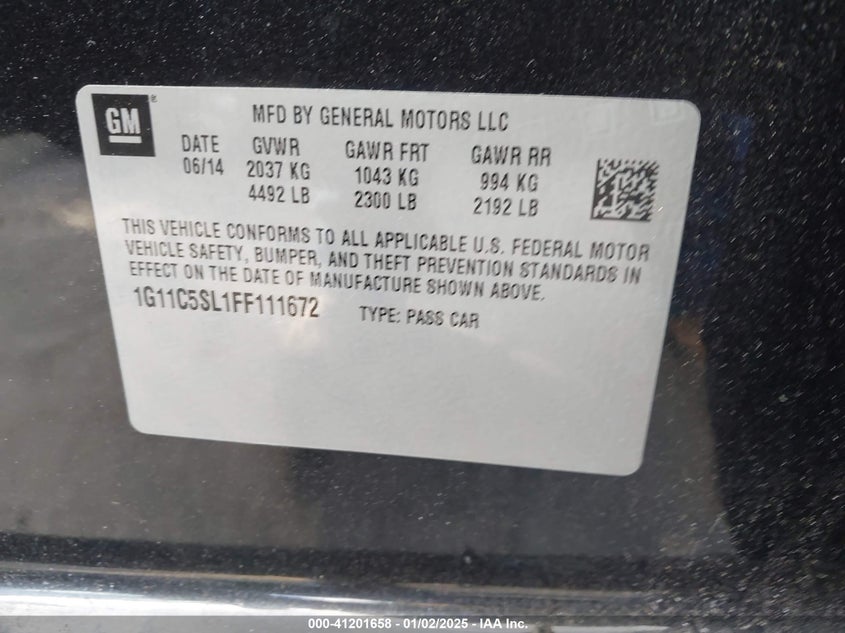 GM®
MFD BY GENERAL MOTORS LLC
DATE GVWR GAWR FRT GAWR RR
06/14 2037 KG 1043 KG 994 KG
4492 LB 2300 LB 2192 LB
THIS VEHICLE CONFORMS TO ALL APPLICABLE U.S. FEDERAL MOTOR
VEHICLE SAFETY, BUMPER, AND THEFT PREVENTION STANDARDS IN
EFFECT ON THE DATE OF MANUFACTURE SHOWN ABOVE.
1G11C5SL1FF111672 TYPE: PASS CAR
000-41201658 - 01/02/2025 - IAA Inc.